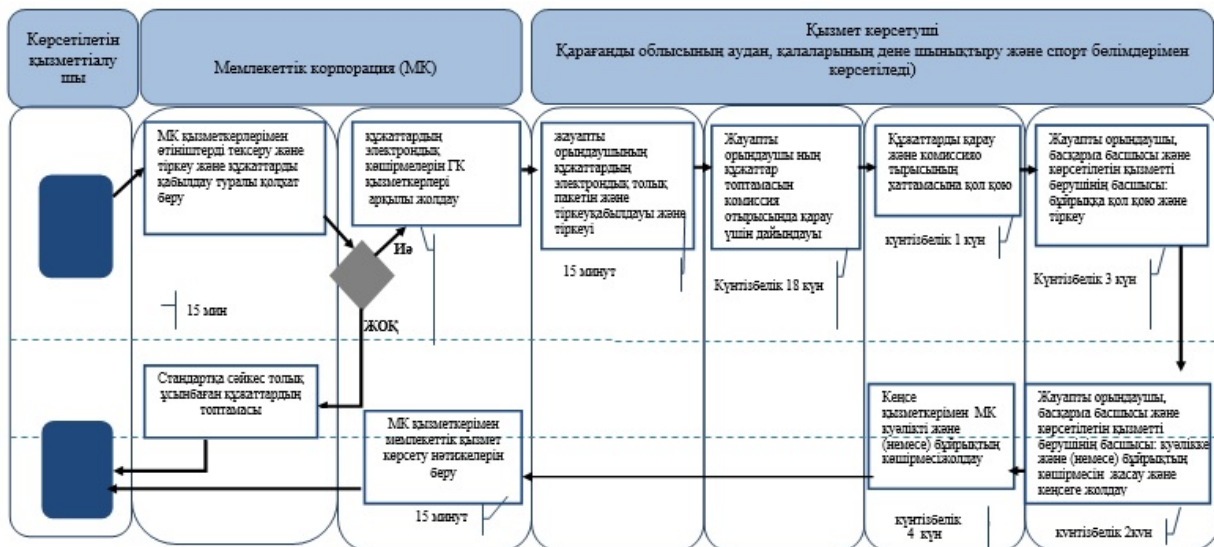 Көрсетілетін
қызметтіалу
шы
Мемлекеттік корпорация (МК)
Қызмет көрсетуші
Қарағанды облысының аудан, қалаларының дене шынықтыру және спорт бөлімдерімен
көрсетіледі)
МК қызметкерлерімен
өтініштерді тексеру және
тіркеу және құжаттарды
қабылдау туралы қолхат
беру
құжаттардың
электрондық
көшірмелерін ГК
қызметкерлері
арқылы жолдау
жауапты
орындаушының
құжаттардың
электрондық толық
пакетін және
тіркеуқабылдауы және
тіркеуі
Жауапты
орындаушы ның
құжаттар
топтамасын
комиссия
отырысында қарау
үшін дайындауы
Құжаттарды қарау
және комиссияо
тырысының
хаттамасына қол қою
Жауапты орындаушы,
басқарма басшысы және
көрсетілетін қызметті
берушінің басшысы:
бұйрыққа қол қою және
тіркеу
Иә
ЖОҚ
15 мин
15 минут
Күнтізбелік 18 күн
күнтізбелік 1 күн
Күнтізбелік 3 күн
Стандартқа сәйкес толық
ұсынбаған құжаттардың
топтамасы
МК қызметкерімен
мемлекеттік қызмет
көрсету нәтижелерін
беру
Кеңсе
қызметкерімен МК
куәлікті және
(немесе) бұйрықтың
көшірмесіжолдау
Жауапты орындаушы,
басқарма басшысы және
көрсетілетін қызметті
берушінің басшысы: куәлікке
және (немесе) бұйрықтың
көшірмесін жасау және
кеңсеге жолдау
15 минут
күнтізбелік
4 күн
күнтізбелік 2күн